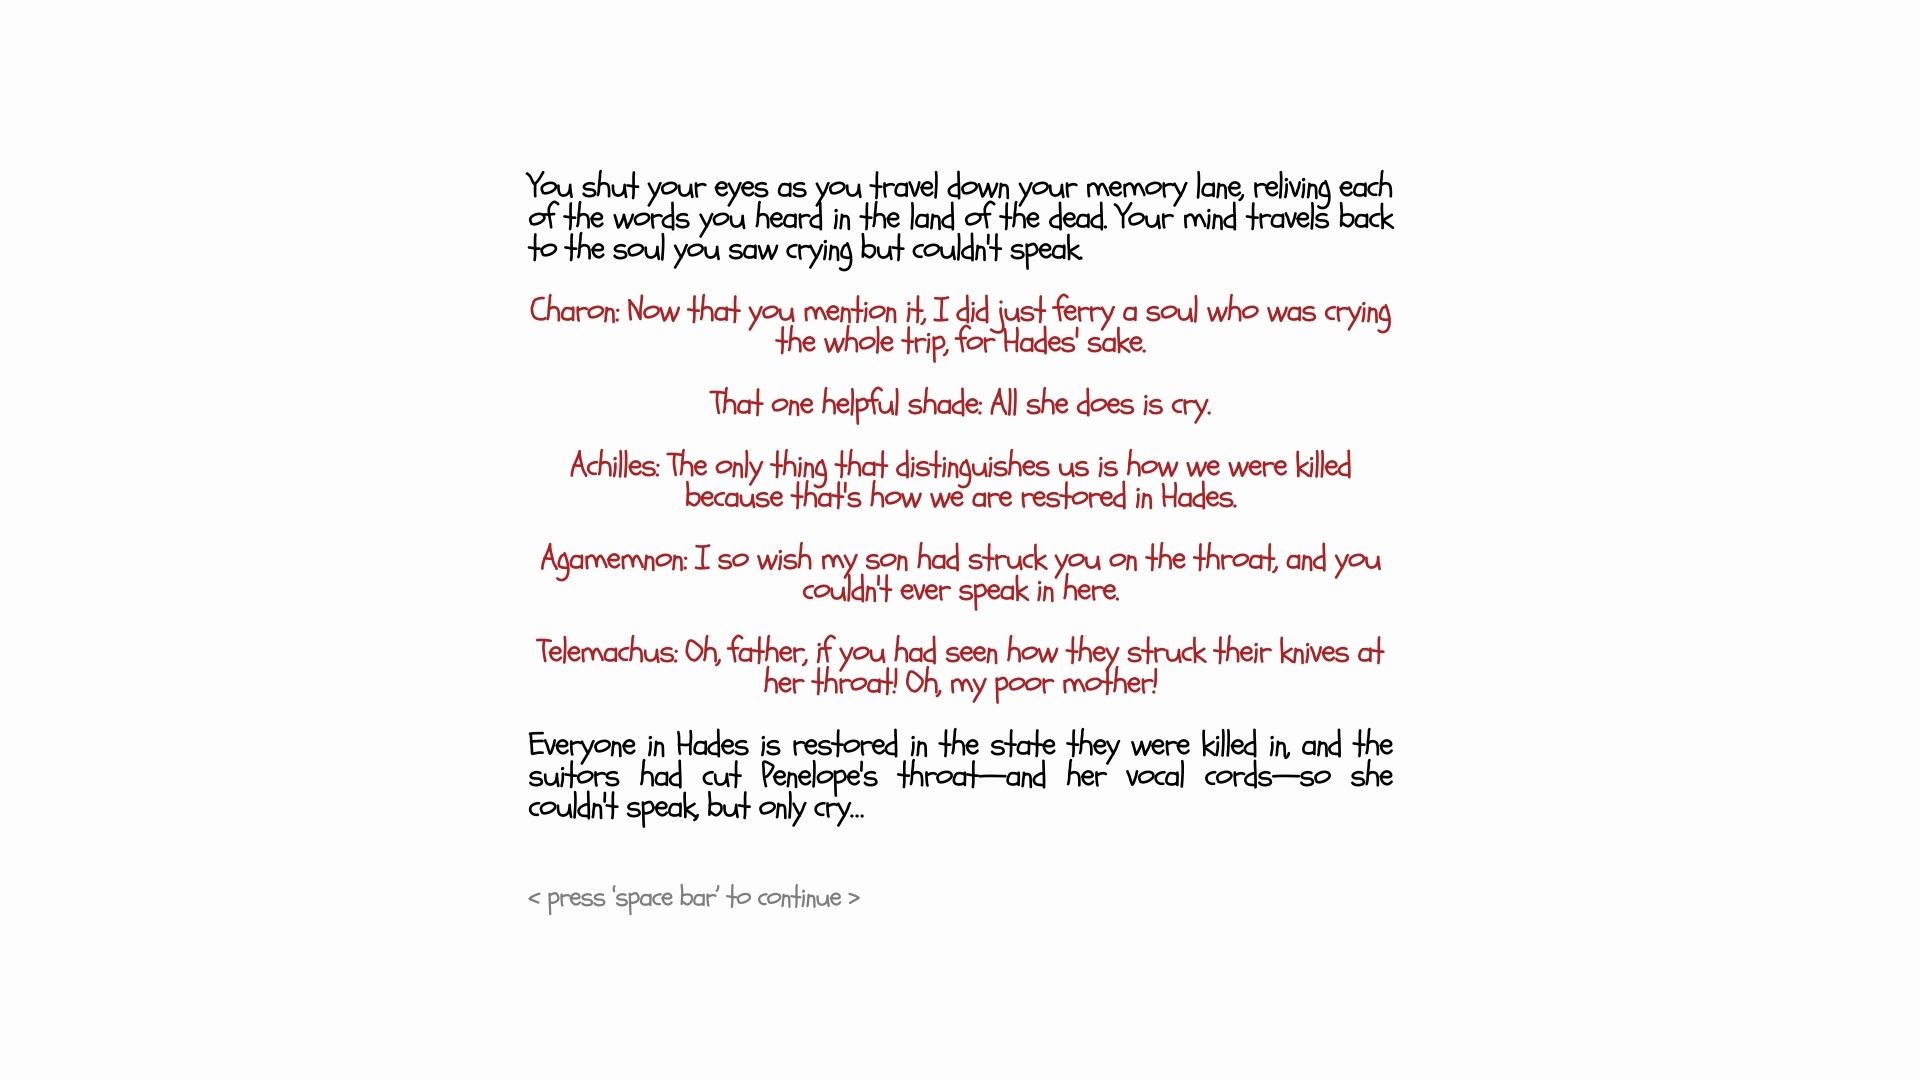 You shut your eyes as you travel down your memory lane, reliving each
of the words you heard in the land of the dead. Your mind travels back
to the soul you saw crying but couldn't speak.
Charon: Now that you mention it, I did just ferry a soul who was crying
the whole trip, for Hades' sake.
That one helpful shade: All she does is cry.
Achilles: The only thing that distinguishes us is how we were killed
because that's how we are restored in Hades.
Agamemnon: I so wish my son had struck you on the throat, and you
couldn't ever speak in here.
Telemachus: Oh, father, if you had seen how they struck their knives at
her throat! Oh, my poor mother!
Everyone in Hades is restored in the state they were killed in, and the
suitors had cut Penelope's throat—and her vocal cords—so she
couldn't speak, but only cry...
< press ‘space bar’ to continue >